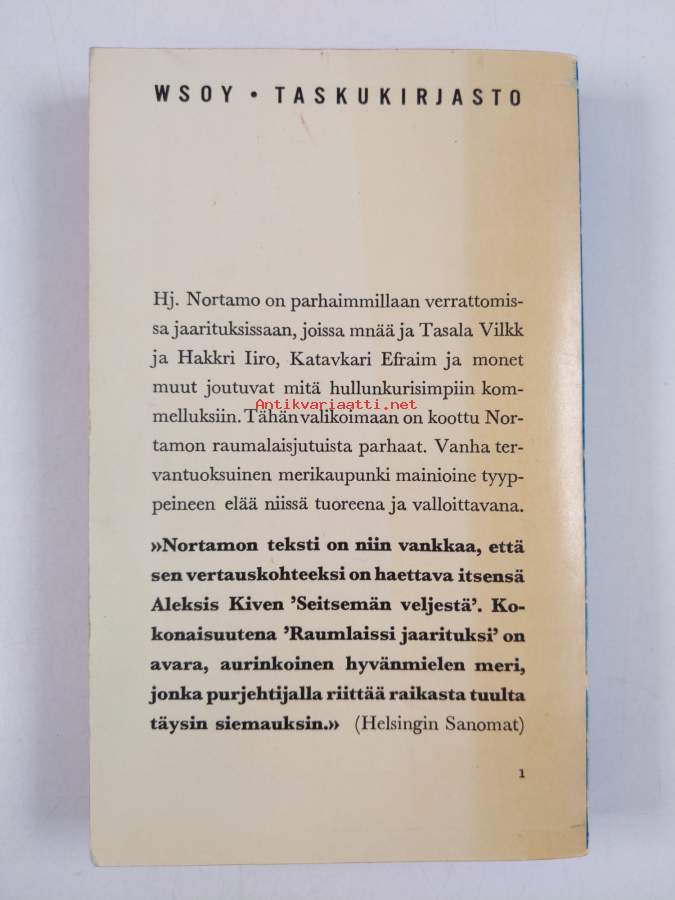 WSOY • TASKUKIRJASTO
Hj. Nortamo on parhaimmillaan verrattomis-
sa jaarituksissaan, joissa mnää ja Tasala Vilkk
ja Hakkri Iiro, Katavkari Efraim ja monet
muut joutuvat mitä hullunkurisimpiin kom-
melluksiin. Tähän valikoimaan on koottu Nor-
Antikvariaatti.net
tamon raumalaisjutuista parhaat. Vanha ter-
vantuoksuinen merikaupunki mainioine tyyp-
peineen elää niissä tuoreena ja valloittavana.
»Nortamon teksti on niin vankkaa, että
sen vertauskohteeksi on haettava itsensä
Aleksis Kiven ’Seitsemän veljestä’. Ko-
konaisuutena ’Raumlaissi jaarituksi’ on
avara, aurinkoinen hyvänmielen meri,
jonka purjehtijalla riittää raikasta tuulta
täysin siemauksin.» (Helsingin Sanomat)
1